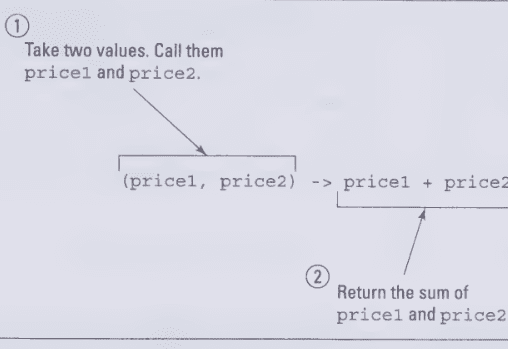 1
Take two values. Call them
price1 and price2.
(price1, price2) -> price1 + price2
2
Return the sum of
price1 and price2